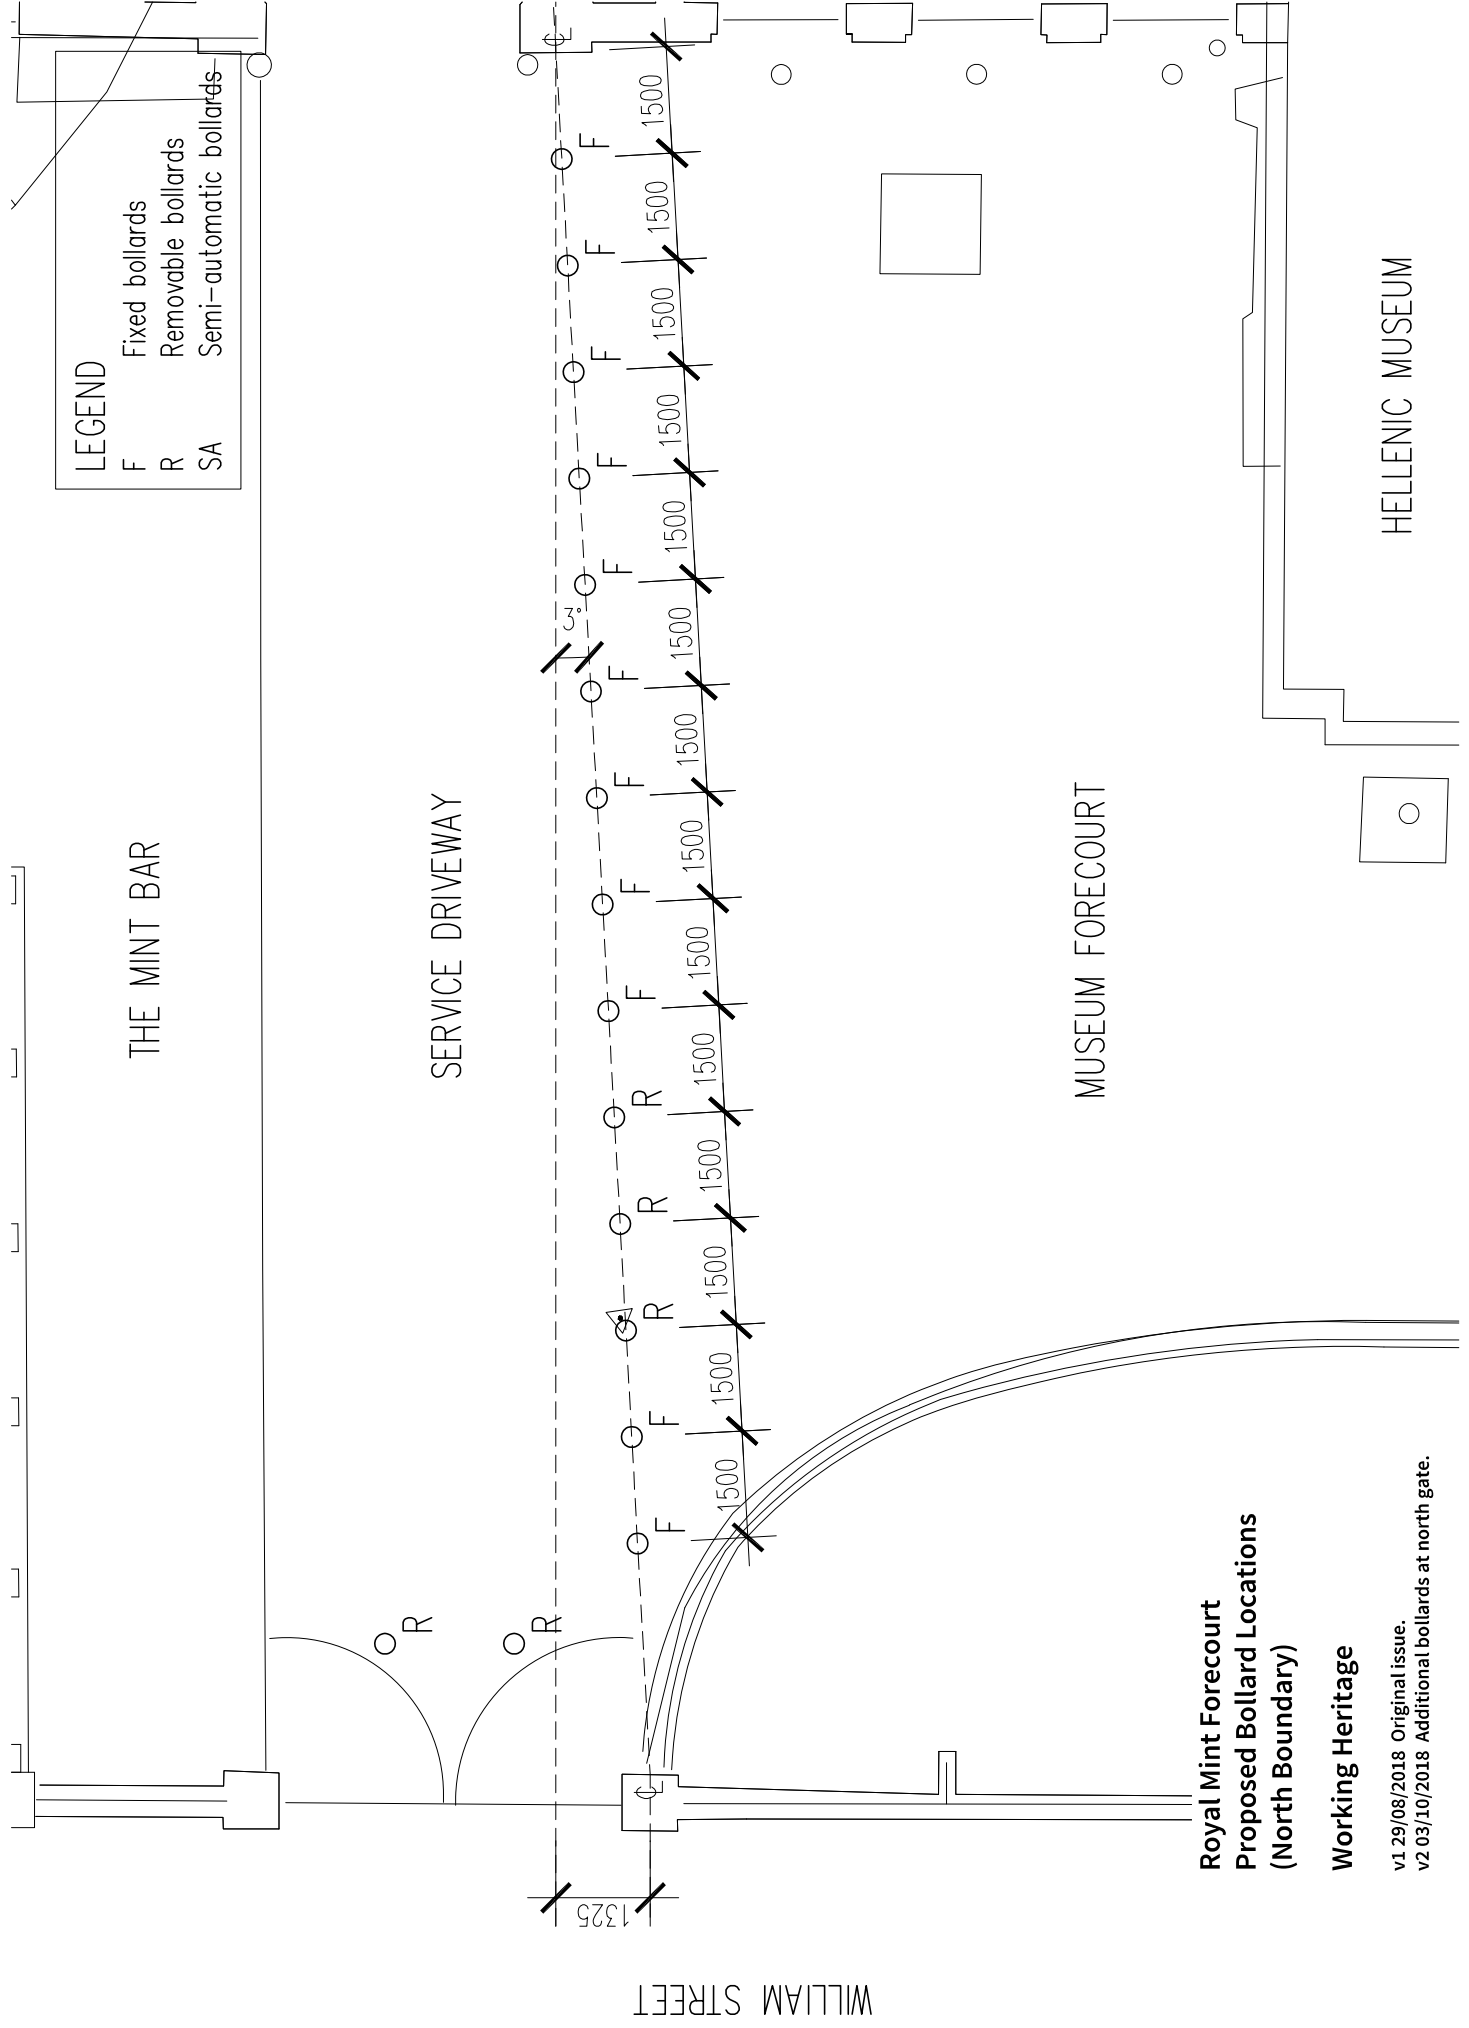 LEGEND
F Fixed bollards
R Removable bollards
SA Semi-automatic bollards
THE MINT BAR
SERVICE DRIVEWAY
R
R
3°
1325
F
F
R
R
R
F
F
F
F
F
F
F
F
F
1500
1500
1500
1500
1500
1500
1500
1500
1500
1500
1500
1500
1500
1500
WILLIAM STREET
MUSEUM FORECOURT
HELLENIC MUSEUM
Royal Mint Forecourt
Proposed Bollard Locations
(North Boundary)
Working Heritage
v1 29/08/2018 Original issue.
v2 03/10/2018 Additional bollards at north gate.